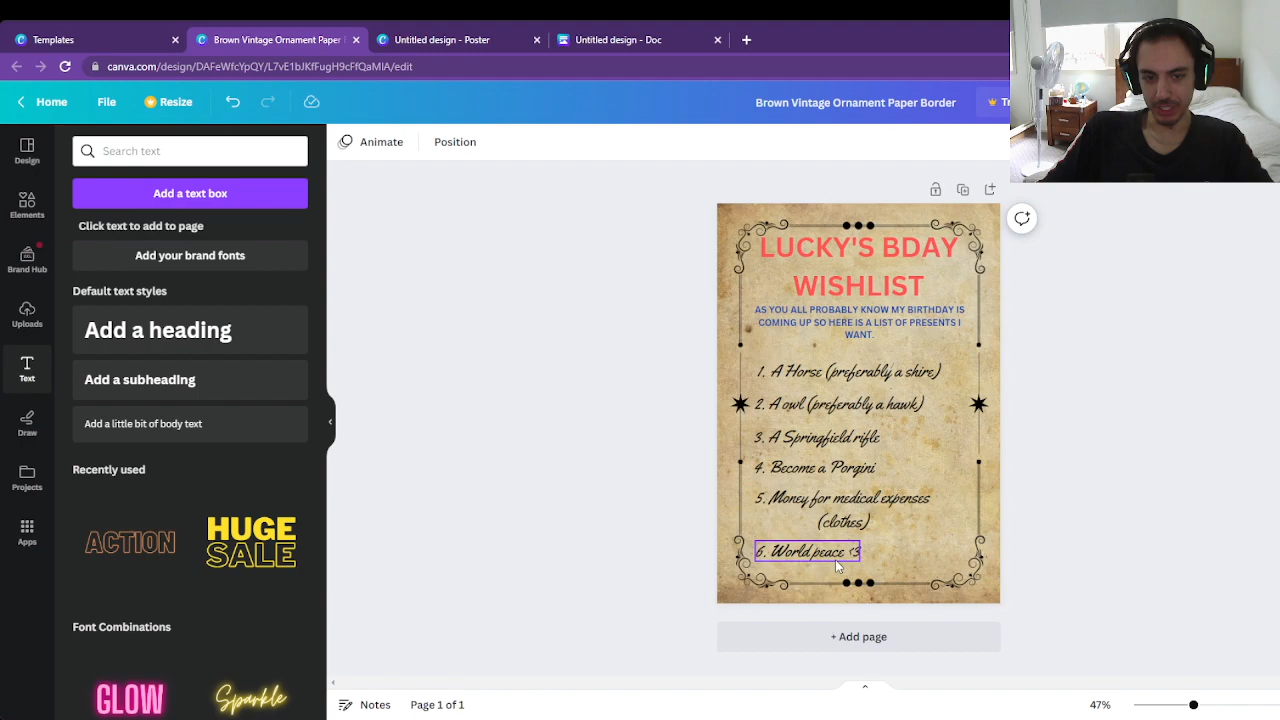 Templates
Brown Vintage Ornament Paper
Untitled design - Poster
Untitled design - Doc
canva.com/design/DAFeWfcYpQY/L7vE1bJKfFugH9cFfQaMIA/edit
Home
File
Resize
Brown Vintage Ornament Paper Border
Design
Elements
Brand Hub
Uploads
Text
Draw
Projects
Apps
Search text
Add a text box
Click text to add to page
Add your brand fonts
Default text styles
Add a heading
Add a subheading
Add a little bit of body text
Recently used
ACTION
HUGE
SALE
Font Combinations
GLOW
Sparkle
Animate
Position
LUCKY'S BDAY
WISHLIST
AS YOU ALL PROBABLY KNOW MY BIRTHDAY IS
COMING UP SO HERE IS A LIST OF PRESENTS I
WANT.
1. A Horse (preferably a shire)
2. A owl (preferably a hawk)
3. A Springfield rifle
4. Become a Porgini
5. Money for medical expenses
(clothes)
6. World peace <3
+ Add page
Notes
Page 1 of 1
47%